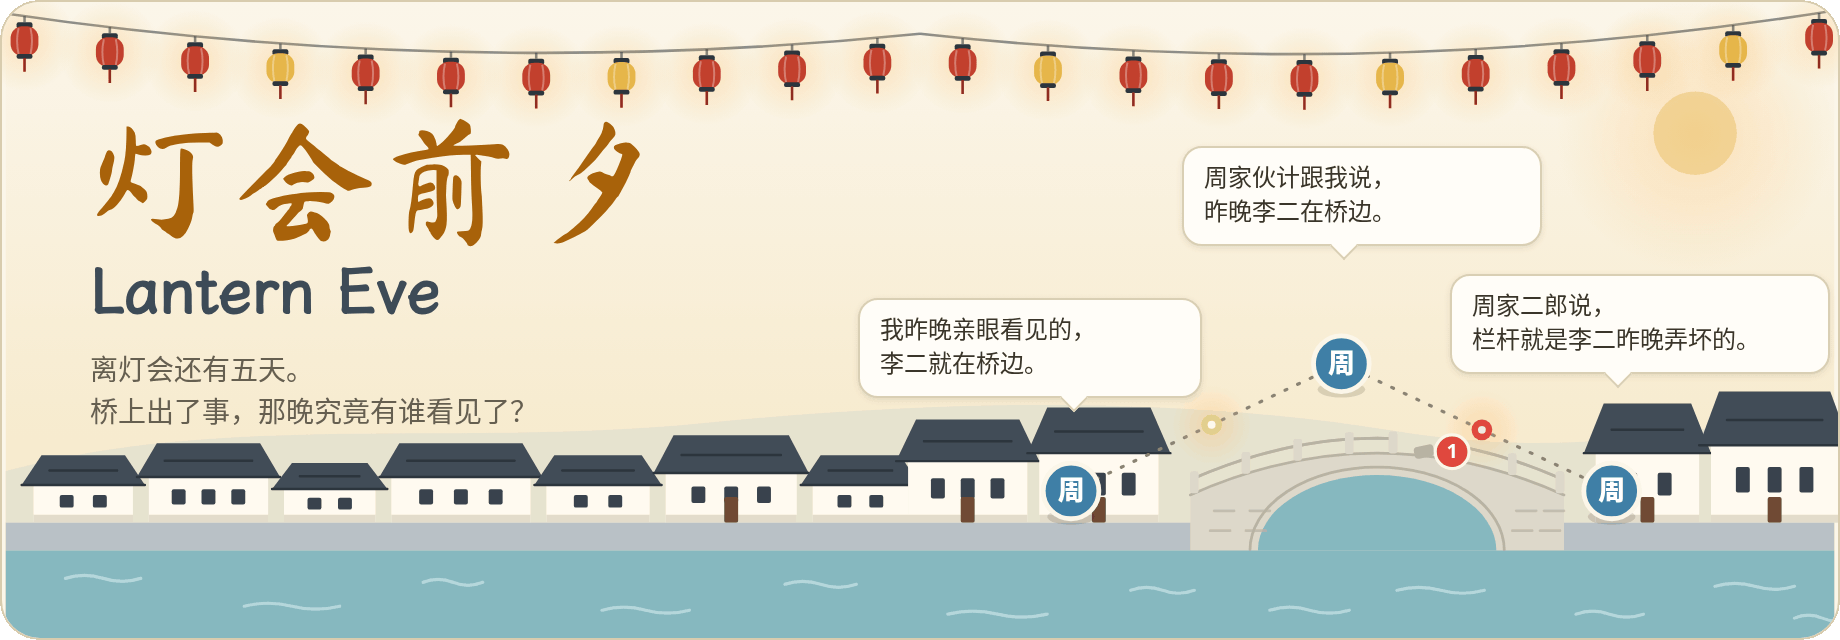 灯会前夕
Lantern Eve
离灯会还有五天。
桥上出了事，那晚究竟有谁看见了？
周家伙计跟我说，
昨晚李二在桥边。
我昨晚亲眼看见的，
李二就在桥边。
周家二郎说，
栏杆就是李二昨晚弄坏的。
周
周
周
1